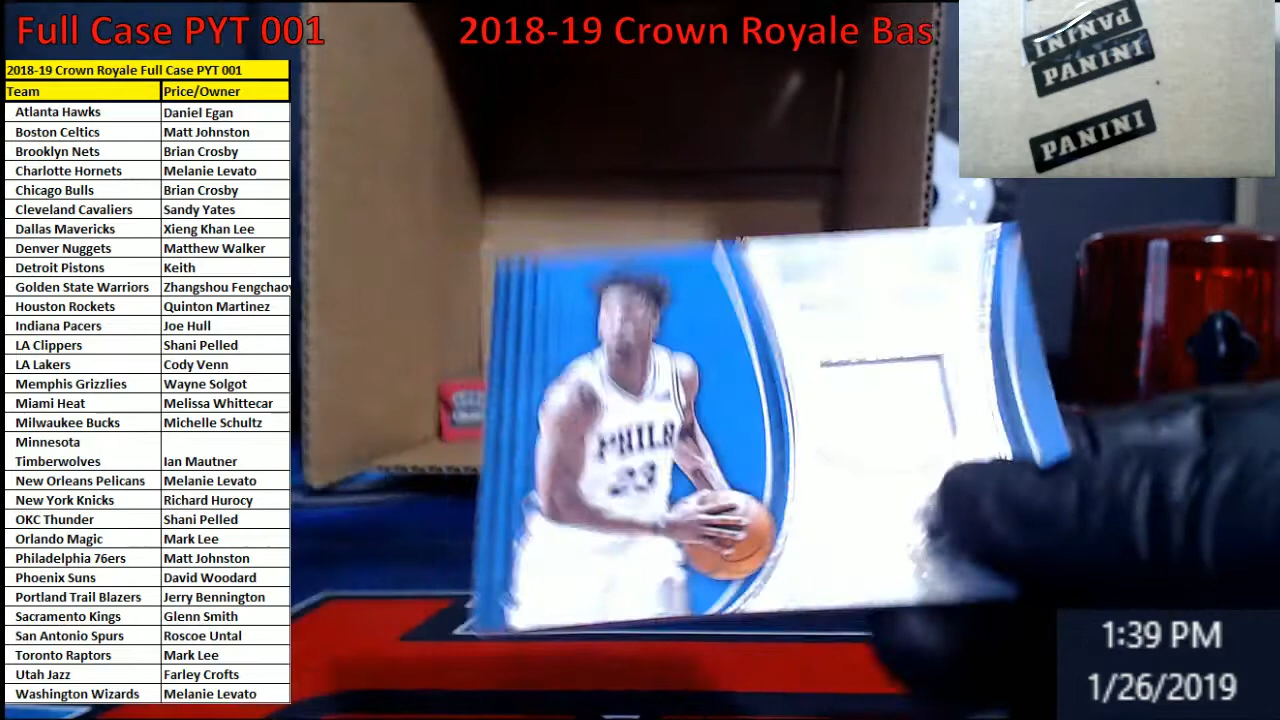 Full Case PYT 001
2018-19 Crown Royale Bas
2018-19 Crown Royale Full Case PYT 001
Team Price/Owner
Atlanta Hawks Daniel Egan
Boston Celtics Matt Johnston
Brooklyn Nets Brian Crosby
Charlotte Hornets Melanie Levato
Chicago Bulls Brian Crosby
Cleveland Cavaliers Sandy Yates
Dallas Mavericks Xieng Khan Lee
Denver Nuggets Matthew Walker
Detroit Pistons Keith
Golden State Warriors Zhangshou Fengchaov
Houston Rockets Quinton Martinez
Indiana Pacers Joe Hull
LA Clippers Shani Pelled
LA Lakers Cody Venn
Memphis Grizzlies Wayne Solgot
Miami Heat Melissa Whittecar
Milwaukee Bucks Michelle Schultz
Minnesota
Timberwolves Ian Mautner
New Orleans Pelicans Melanie Levato
New York Knicks Richard Hurocy
OKC Thunder Shani Pelled
Orlando Magic Mark Lee
Philadelphia 76ers Matt Johnston
Phoenix Suns David Woodard
Portland Trail Blazers Jerry Bennington
Sacramento Kings Glenn Smith
San Antonio Spurs Roscoe Untal
Toronto Raptors Mark Lee
Utah Jazz Farley Crofts
Washington Wizards Melanie Levato
PANINI
PANINI
PANINI
PHILA
23
1:39 PM
1/26/2019